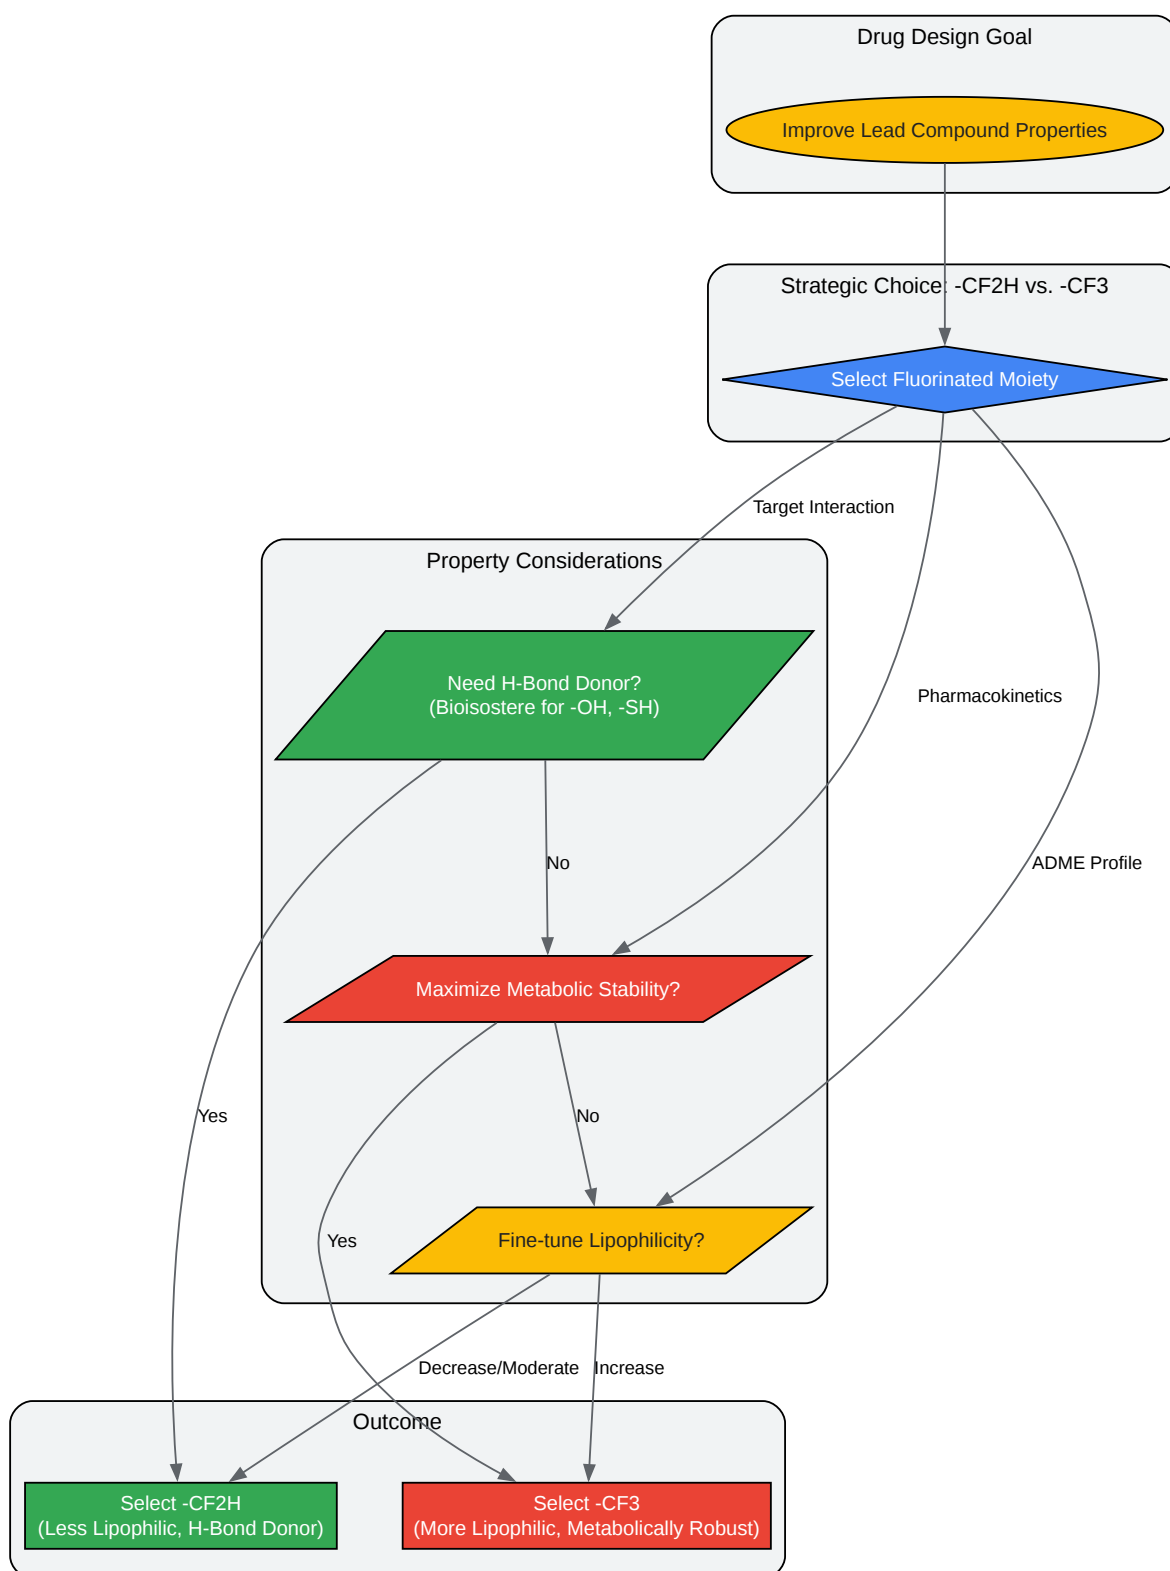 Drug Design Goal
Improve Lead Compound Properties
Strategic Choice: -CF2H vs. -CF3
Select Fluorinated Moiety
Target Interaction
Property Considerations
Need H-Bond Donor?
(Bioisostere for -OH, -SH)
Pharmacokinetics
No
ADME Profile
Maximize Metabolic Stability?
Yes
No
Yes
Fine-tune Lipophilicity?
Decrease/Moderate
Increase
Outcome
Select -CF2H
(Less Lipophilic, H-Bond Donor)
Select -CF3
(More Lipophilic, Metabolically Robust)